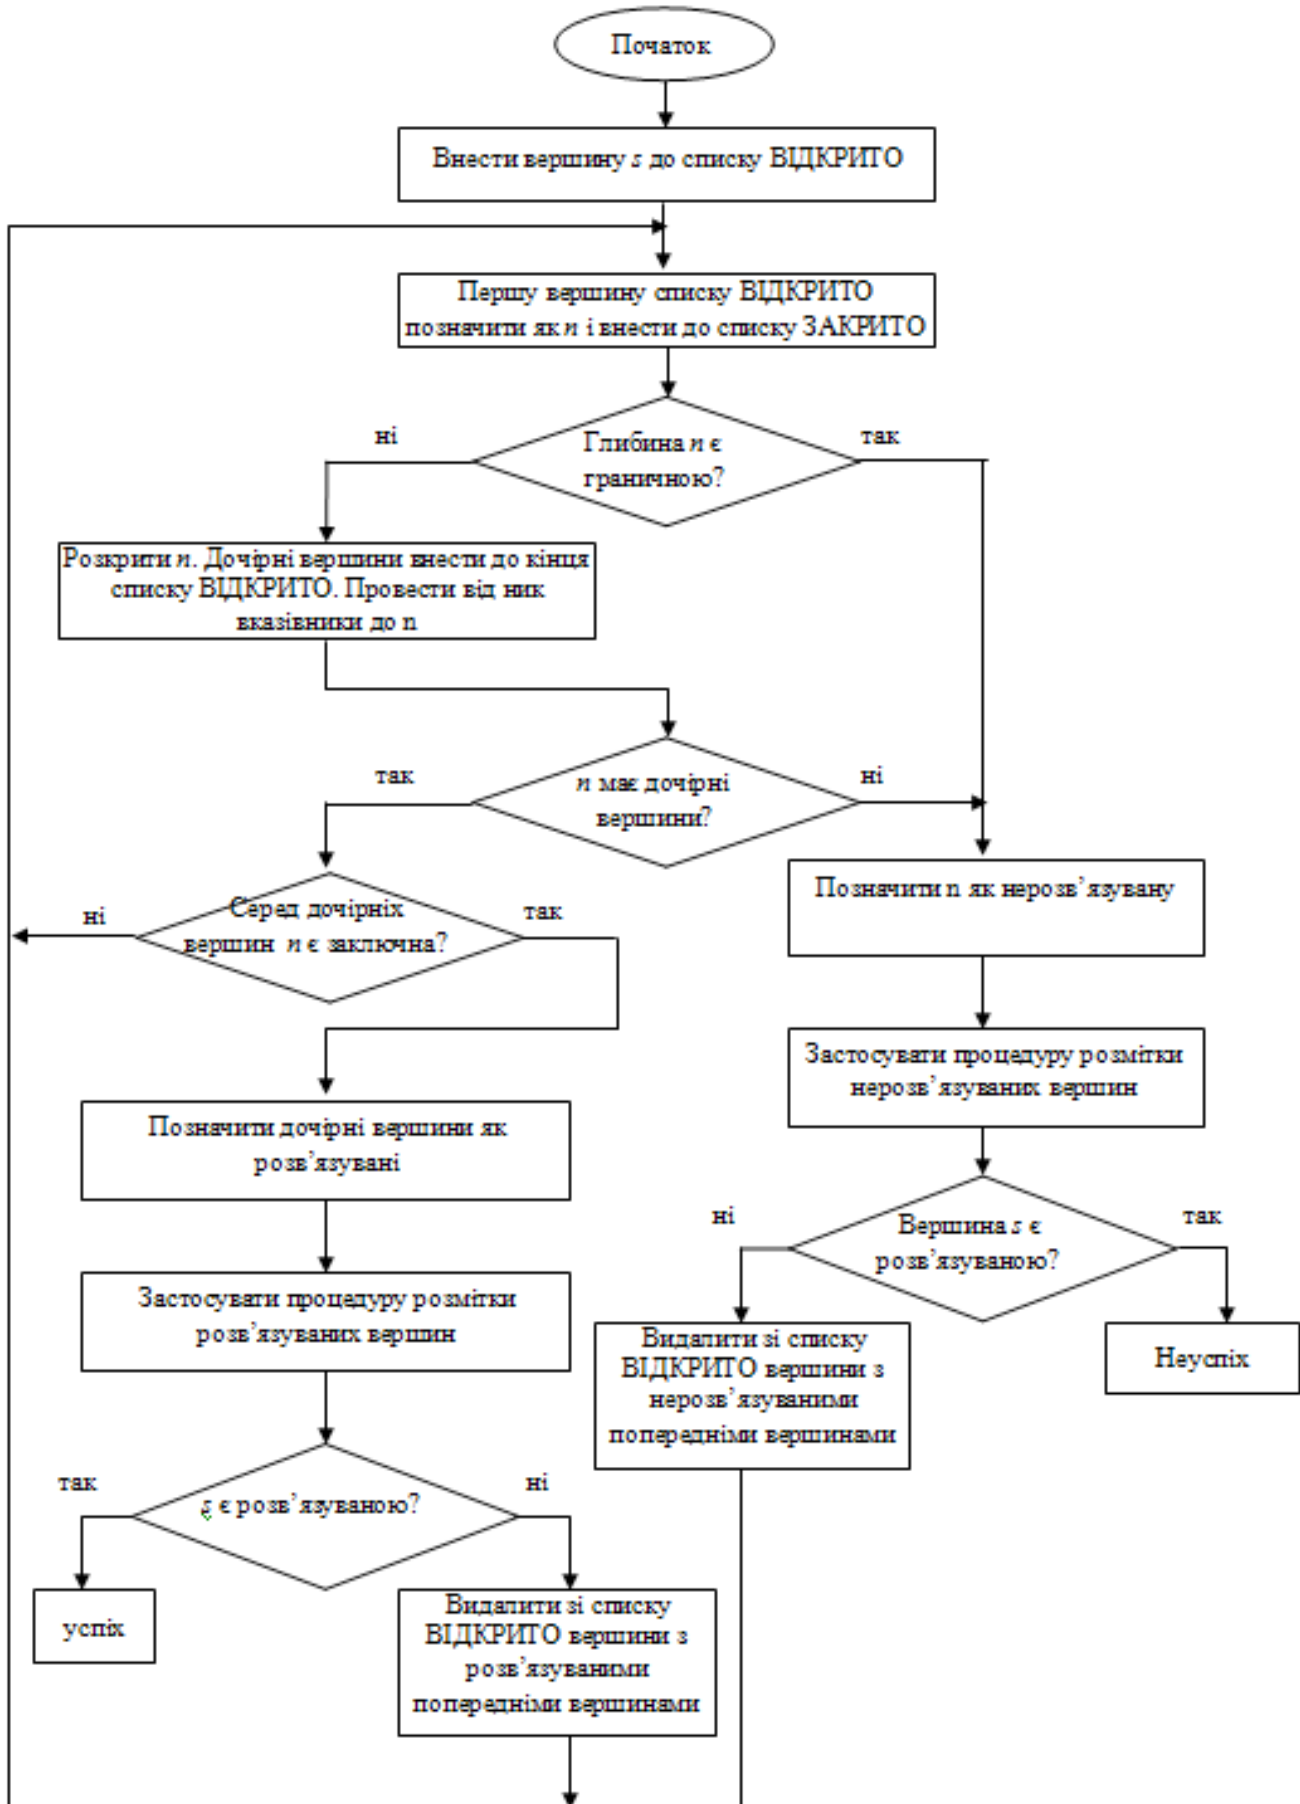 Початок
Внести вершину s до списку ВІДКРИТО
Першу вершину списку ВІДКРИТО
позначити як n і внести до списку ЗАКРИТО
ні
так
Глибина n є
граничною?
Розкрити n. Дочірні вершини внести до кінця
списку ВІДКРИТО. Провести від ник
вказівники до n
так
ні
n має дочірні
вершини?
Позначити n як нерозв’язувану
ні
так
Серед дочірніх
вершин n є заключна?
Застосувати процедуру розмітки
нерозв’язуваних вершин
Позначити дочірні вершини як
розв’язувані
ні
так
Вершина s є
розв’язуваною?
Застосувати процедуру розмітки
розв’язуваних вершин
Видалити зі списку
ВІДКРИТО вершини з
нерозв’язуваними
попередніми вершинами
Неуспіх
так
ні
s є розв’язуваною?
успіх
Видалити зі списку
ВІДКРИТО вершини з
розв’язуваними
попередніми вершинами